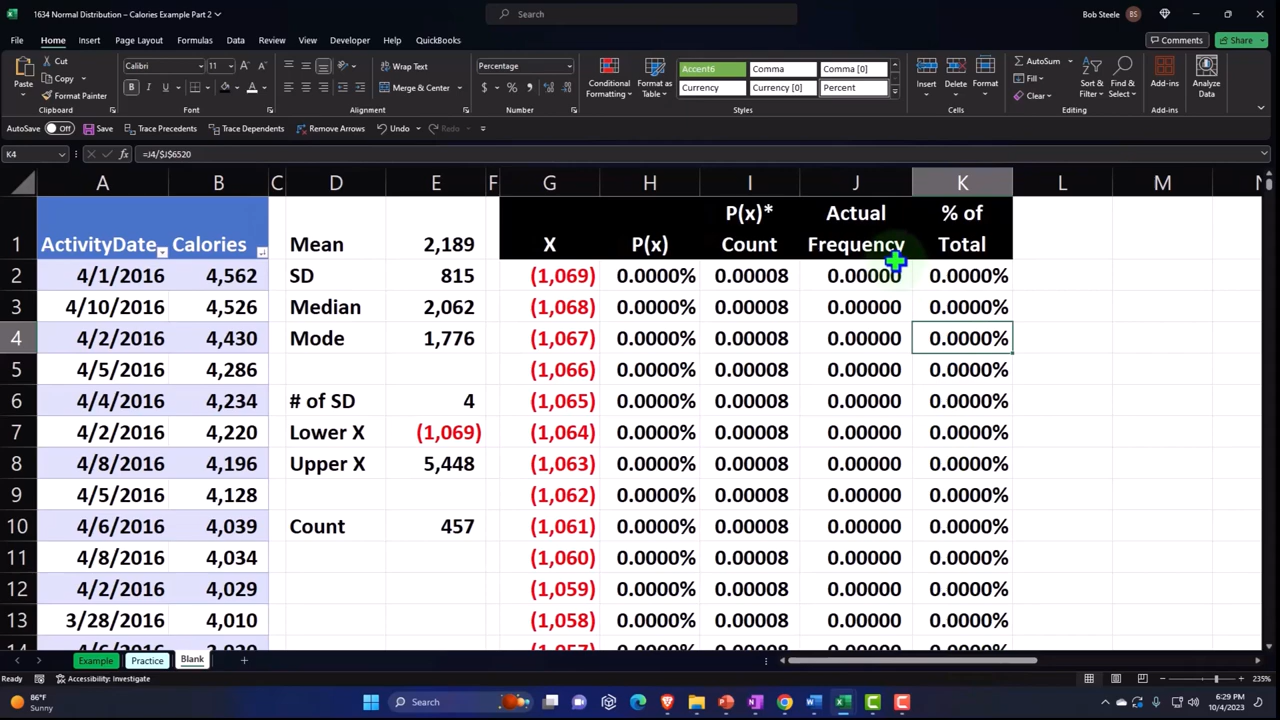 1634 Normal Distribution – Calories Example Part 2
Search
Bob Steele BS
File Home Insert Page Layout Formulas Data Review View Developer Help QuickBooks Comments Share
Paste Cut Copy Format Painter Clipboard
Calibri 11 Font
Wrap Text Merge & Center Alignment
Percentage Number
Conditional Formatting Format as Table
Accent6 Comma Comma [0]
Currency Currency [0] Percent
Styles
Insert Delete Format Cells
AutoSum Fill Clear Sort & Filter Find & Select Editing
Add-ins Add-ins
Analyze Data
AutoSave Off Save Trace Precedents Trace Dependents Remove Arrows Undo Redo
K4 fx =J4/$J$6520
A B C D E F G H I J K L M N
1 ActivityDate Calories Mean 2,189 X P(x) P(x)* Count Actual Frequency % of Total
2 4/1/2016 4,562 SD 815 (1,069) 0.0000% 0.00008 0.00000 0.0000%
3 4/10/2016 4,526 Median 2,062 (1,068) 0.0000% 0.00008 0.00000 0.0000%
4 4/2/2016 4,430 Mode 1,776 (1,067) 0.0000% 0.00008 0.00000 0.0000%
5 4/5/2016 4,286 (1,066) 0.0000% 0.00008 0.00000 0.0000%
6 4/4/2016 4,234 # of SD 4 (1,065) 0.0000% 0.00008 0.00000 0.0000%
7 4/2/2016 4,220 Lower X (1,069) (1,064) 0.0000% 0.00008 0.00000 0.0000%
8 4/8/2016 4,196 Upper X 5,448 (1,063) 0.0000% 0.00008 0.00000 0.0000%
9 4/5/2016 4,128 (1,062) 0.0000% 0.00008 0.00000 0.0000%
10 4/6/2016 4,039 Count 457 (1,061) 0.0000% 0.00008 0.00000 0.0000%
11 4/8/2016 4,034 (1,060) 0.0000% 0.00008 0.00000 0.0000%
12 4/2/2016 4,029 (1,059) 0.0000% 0.00008 0.00000 0.0000%
13 3/28/2016 4,010 (1,058) 0.0000% 0.00008 0.00000 0.0000%
14
Example Practice Blank
Ready Accessibility: Investigate 235%
86°F
Sunny
Search
6:29 PM
10/4/2023